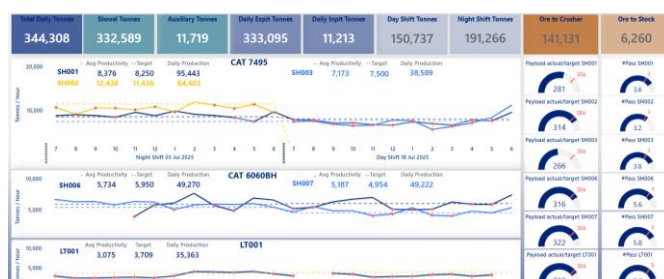 Total Daily Tonnes Shovel Tonnes Auxiliary Tonnes Daily Expit Tonnes Daily Inpit Tonnes Day Shift Tonnes Night Shift Tonnes Ore to Crusher Ore to Stock
344,308 332,589 11,719 333,095 11,213 150,737 191,266 141,131 6,260
CAT 7495
Avg Productivity Target Daily Production
SH001 8,376 8,250 95,443
SH002 12,438 11,435 64,403
Avg Productivity Target Daily Production
SH003 7,173 7,500 38,589
20,000
10,000
Tonnes / hour
7 8 9 10 11 12 1 2 3 4 5 6 7 8 9 10 11 12 1 2 3 4 5 6
Night Shift 03 Jul 2025 Day Shift 18 Jul 2025
CAT 6060BH
Avg Productivity Target Daily Production
SH006 5,734 5,950 49,270
Avg Productivity Target Daily Production
SH007 5,187 4,954 49,222
10,000
5,000
Tonnes / hour
LT001
Avg Productivity Target Daily Production
LT001 3,075 3,709 35,363
10,000
5,000
Payload actual/target SH001 #Pass SH001
281 3.6
Payload actual/target SH002 #Pass SH002
314 3.2
Payload actual/target SH003 #Pass SH003
266 3.8
Payload actual/target SH006 #Pass SH006
316 5.6
Payload actual/target SH007 #Pass SH007
322 5.8
Payload actual/target LT001 #Pass LT001